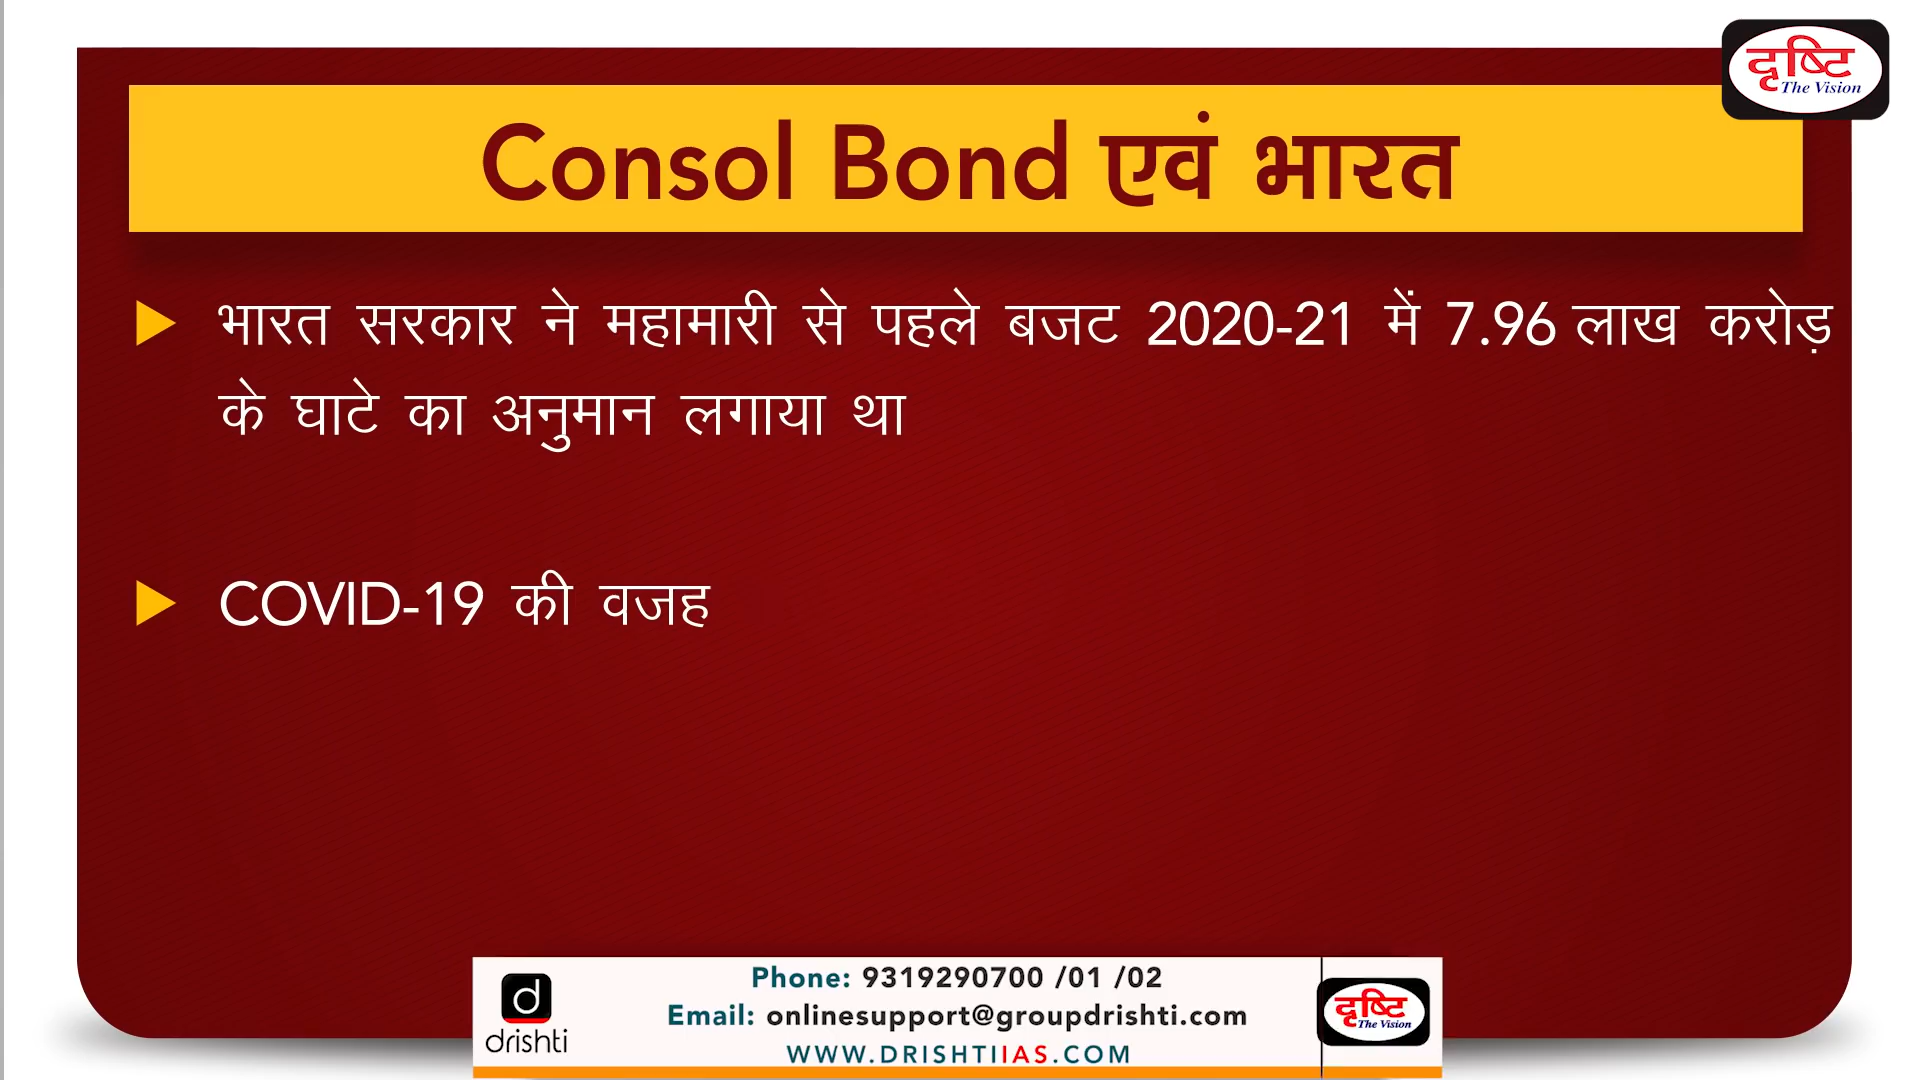 दृष्टि
The Vision
Consol Bond एवं भारत
भारत सरकार ने महामारी से पहले बजट 2020-21 में 7.96 लाख करोड़
के घाटे का अनुमान लगाया था
COVID-19 की वजह
d
drishti
Phone: 9319290700 /01 /02
Email: onlinesupport@groupdrishti.com
WWW.DRISHTIIAS.COM
दृष्टि
The Vision